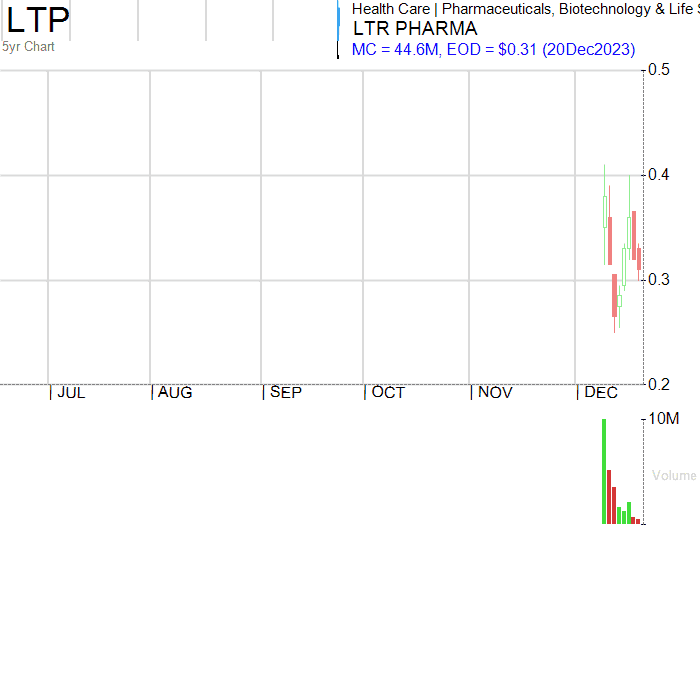 LTP
5yr Chart
Health Care | Pharmaceuticals, Biotechnology & Life
LTR PHARMA
MC = 44.6M, EOD = $0.31 (20Dec2023)
0.5
0.4
0.3
0.2
JUL AUG SEP OCT NOV DEC
10M
Volume